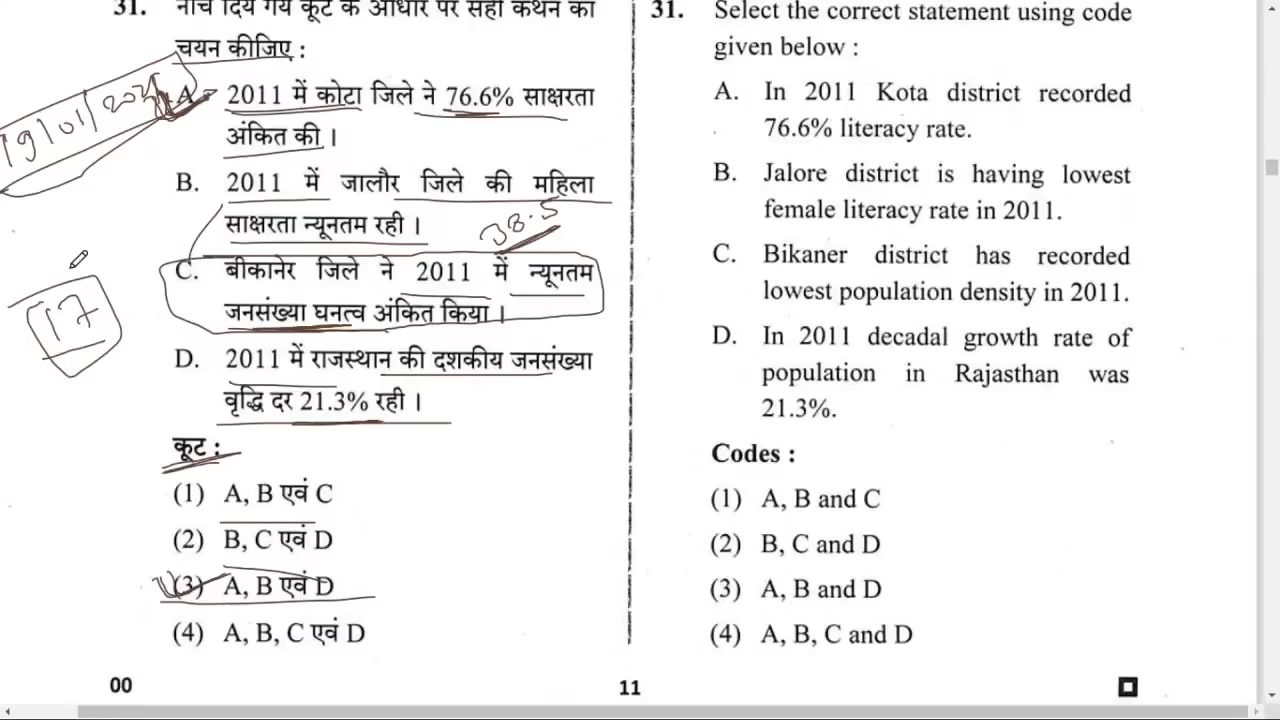 31. नीचे दिये गये कूट के आधार पर सही कथन का
चयन कीजिए :
A. 2011 में कोटा जिले ने 76.6% साक्षरता
अंकित की ।
B. 2011 में जालौर जिले की महिला
साक्षरता न्यूनतम रही ।
38.5
C. बीकानेर जिले ने 2011 में न्यूनतम
जनसंख्या घनत्व अंकित किया ।
D. 2011 में राजस्थान की दशकीय जनसंख्या
वृद्धि दर 21.3% रही ।
कूट :
(1) A, B एवं C
(2) B, C एवं D
(3) A, B एवं D
(4) A, B, C एवं D
17
31. Select the correct statement using code
given below :
A. In 2011 Kota district recorded
76.6% literacy rate.
B. Jalore district is having lowest
female literacy rate in 2011.
C. Bikaner district has recorded
lowest population density in 2011.
D. In 2011 decadal growth rate of
population in Rajasthan was
21.3%.
Codes :
(1) A, B and C
(2) B, C and D
(3) A, B and D
(4) A, B, C and D
00
11